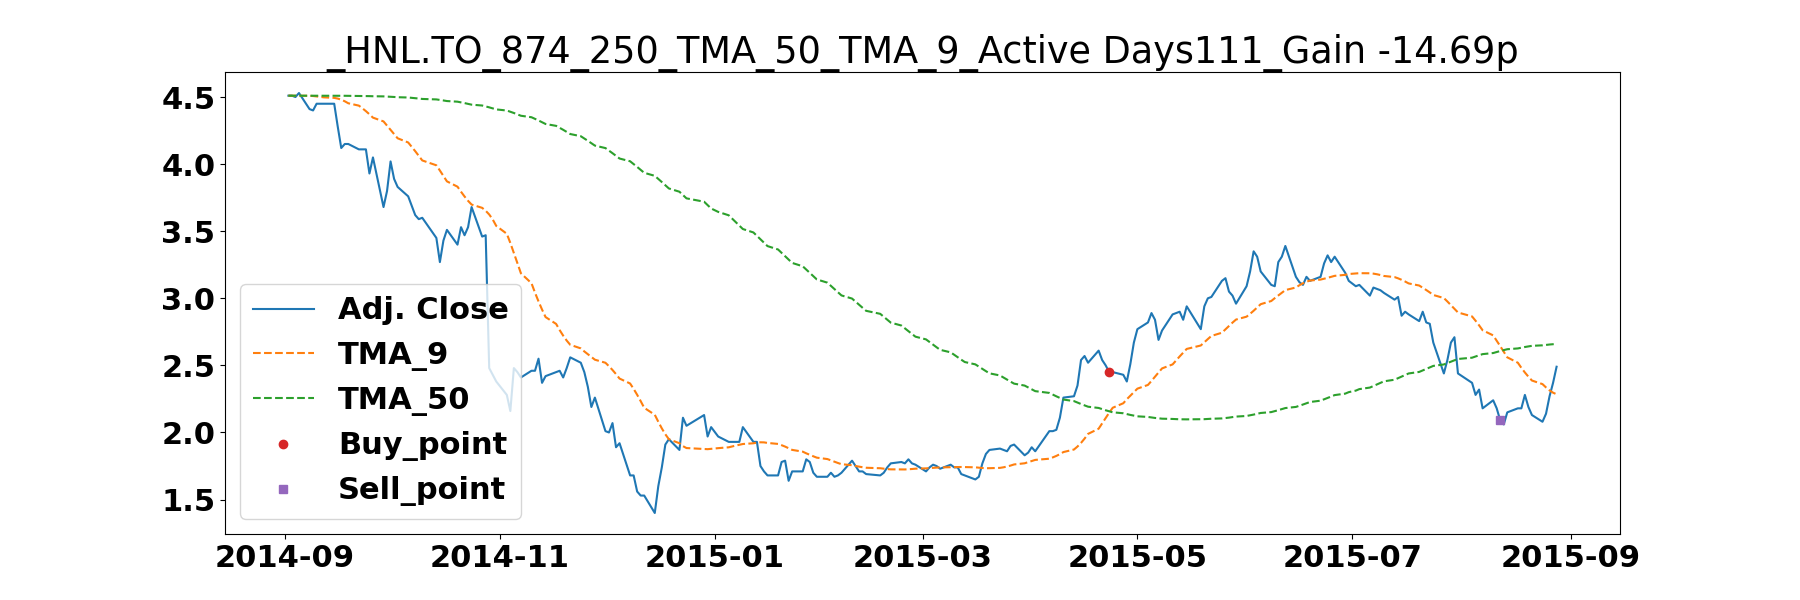 _HNL.TO_874_250_TMA_50_TMA_9_Active Days111_Gain -14.69p
4.5
4.0
3.5
3.0
2.5
2.0
1.5
Adj. Close
TMA_9
TMA_50
Buy_point
Sell_point
2014-09 2014-11 2015-01 2015-03 2015-05 2015-07 2015-09